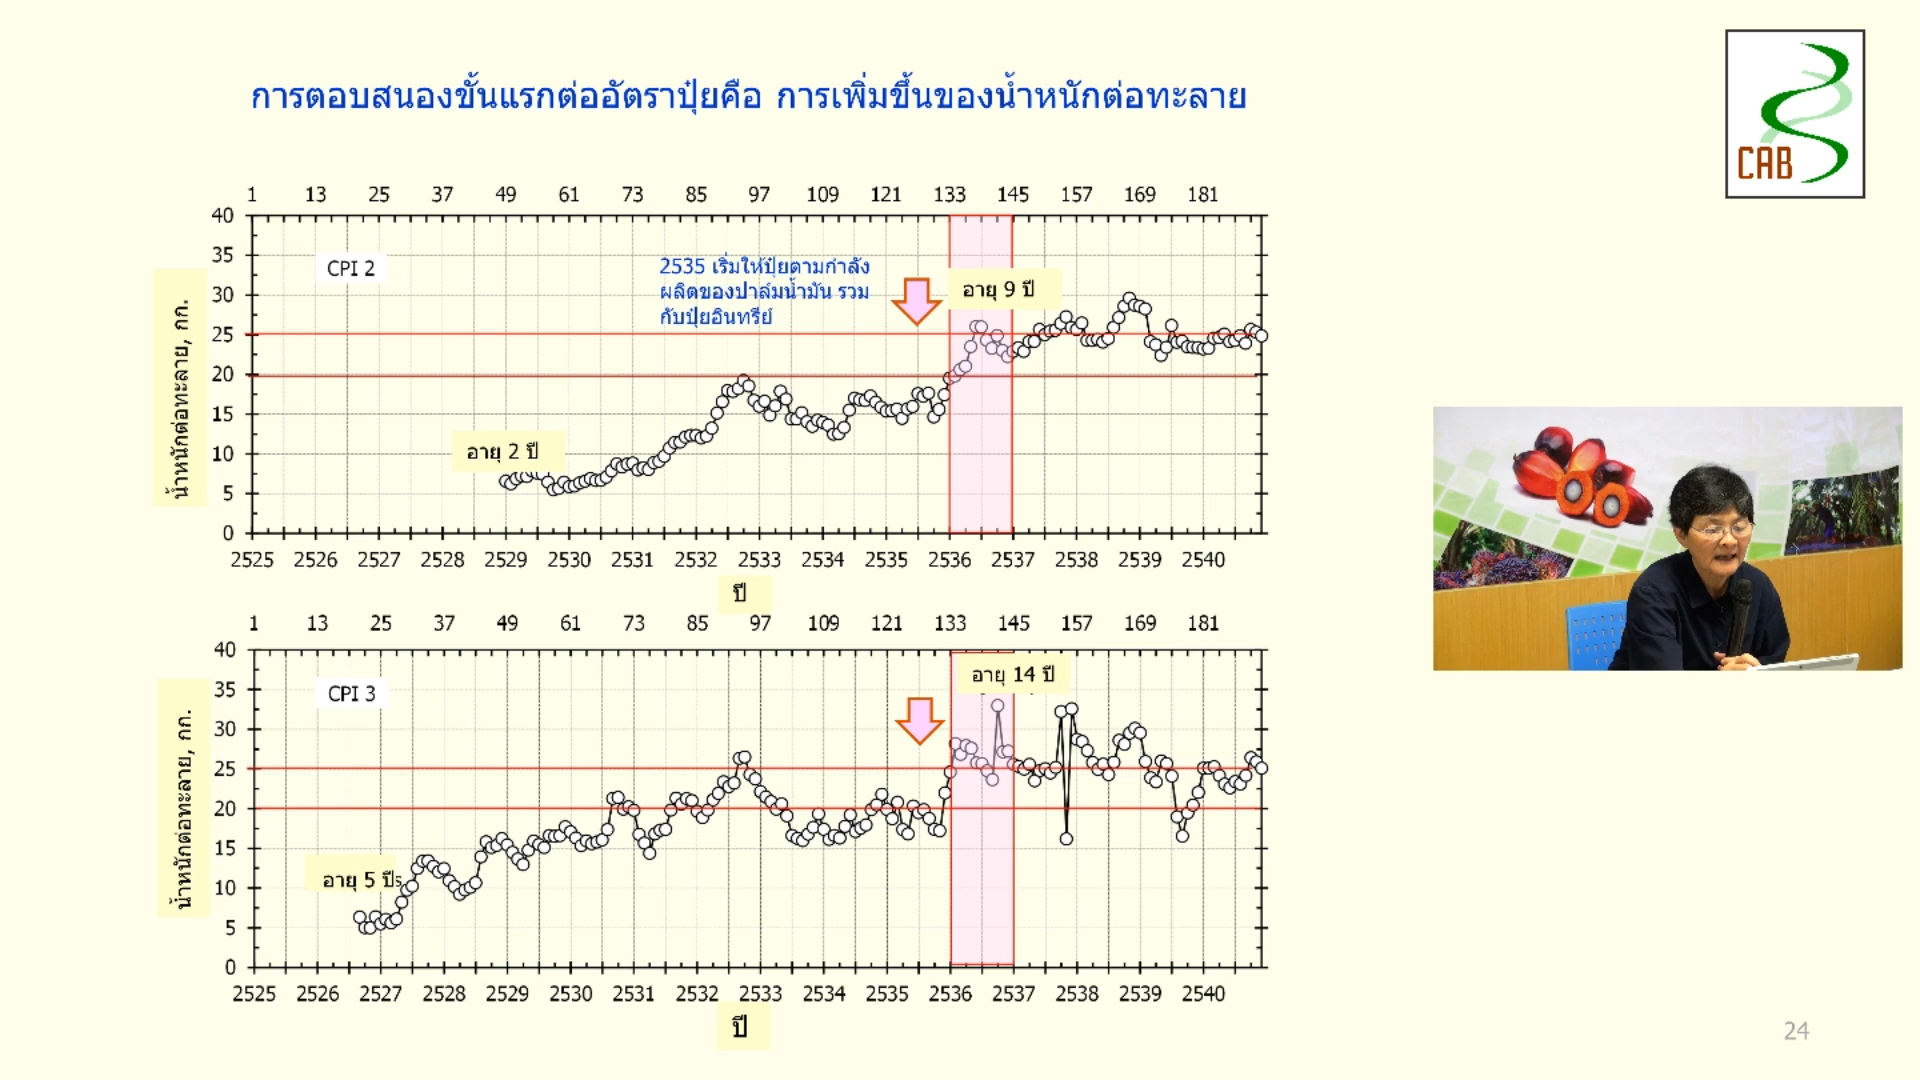 การตอบสนองขั้นแรกต่ออัตราปุ๋ยคือ การเพิ่มขึ้นของน้ำหนักต่อทะลาย
CAB
1 13 25 37 49 61 73 85 97 109 121 133 145 157 169 181
40
35
30
25
20
15
10
5
0
น้ำหนักต่อทะลาย, กก.
CPI 2
2535 เริ่มให้ปุ๋ยตามกำลัง
ผลิตของปาล์มน้ำมัน รวม
กับปุ๋ยอินทรีย์
อายุ 9 ปี
อายุ 2 ปี
2525 2526 2527 2528 2529 2530 2531 2532 2533 2534 2535 2536 2537 2538 2539 2540
ปี
1 13 25 37 49 61 73 85 97 109 121 133 145 157 169 181
40
35
30
25
20
15
10
5
0
น้ำหนักต่อทะลาย, กก.
CPI 3
อายุ 14 ปี
อายุ 5 ปีs
2525 2526 2527 2528 2529 2530 2531 2532 2533 2534 2535 2536 2537 2538 2539 2540
ปี
24